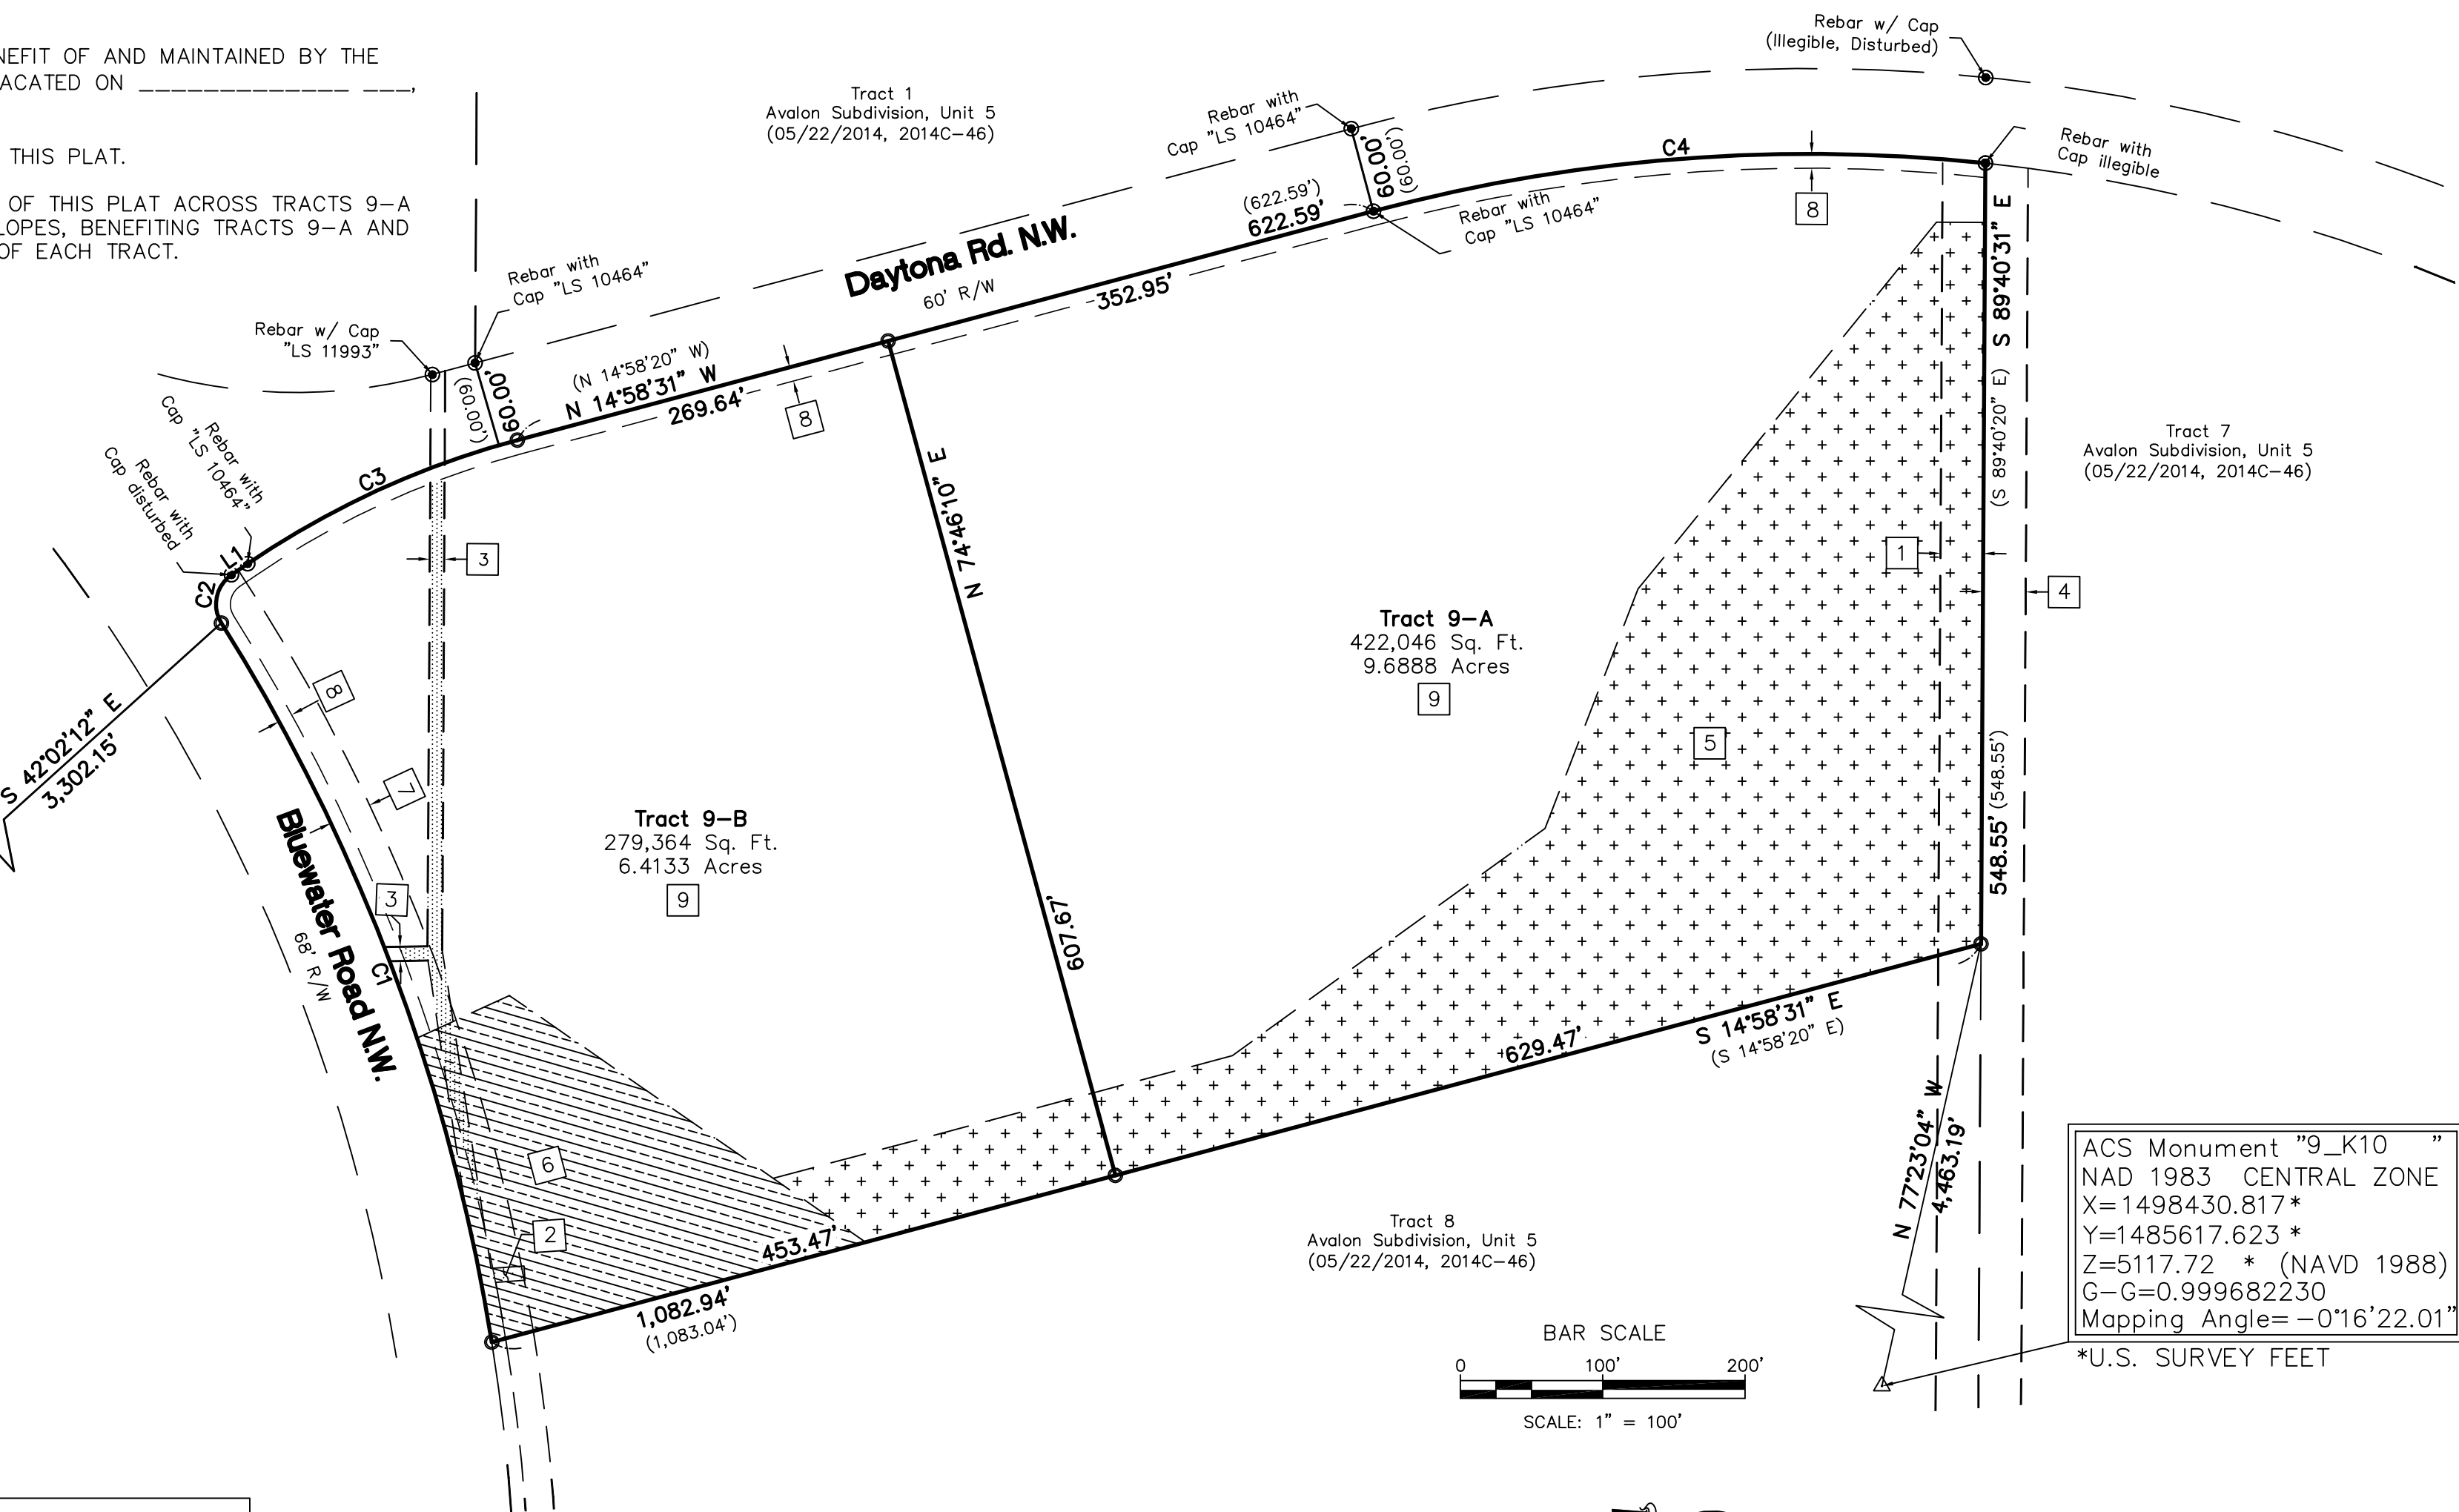 NEFIT OF AND MAINTAINED BY THE
ACATED ON _____________ ___,
THIS PLAT.
OF THIS PLAT ACROSS TRACTS 9-A
LOPES, BENEFITING TRACTS 9-A AND
OF EACH TRACT.
Tract 1
Avalon Subdivision, Unit 5
(05/22/2014, 2014C-46)
Rebar w/ Cap
(Illegible, Disturbed)
Rebar with
Cap "LS 10464"
60.00'
(60.00')
C4
Rebar with
Cap illegible
(622.59')
622.59'
Rebar with
Cap "LS 10464"
8
Daytona Rd. N.W.
60' R/W
352.95'
Rebar with
Cap "LS 10464"
Rebar w/ Cap
"LS 11993"
60.00'
(60.00')
(N 14°58'20" W)
N 14°58'31" W
269.64'
8
S 89°40'31" E
(S 89°40'20" E)
Rebar with
Cap "LS 10464"
Rebar with
Cap disturbed
C3
L1
C2
3
N 74°46'10" E
607.67'
Tract 7
Avalon Subdivision, Unit 5
(05/22/2014, 2014C-46)
1
4
Tract 9-A
422,046 Sq. Ft.
9.6888 Acres
9
5
S 42°02'12" E
3,302.15'
8
7
Tract 9-B
279,364 Sq. Ft.
6.4133 Acres
9
548.55' (548.55')
Bluewater Road N.W.
68' R/W
3
C1
6
2
S 14°58'31" E
(S 14°58'20" E)
629.47'
453.47'
1,082.94'
(1,083.04')
Tract 8
Avalon Subdivision, Unit 5
(05/22/2014, 2014C-46)
N 77°23'04" W
4,463.19'
ACS Monument "9_K10 "
NAD 1983 CENTRAL ZONE
X=1498430.817*
Y=1485617.623 *
Z=5117.72 * (NAVD 1988)
G-G=0.999682230
Mapping Angle= -0°16'22.01"
*U.S. SURVEY FEET
BAR SCALE
0 100' 200'
SCALE: 1" = 100'